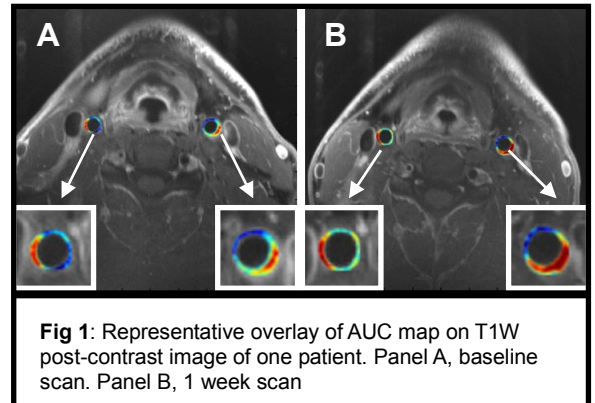 A
B
Fig 1: Representative overlay of AUC map on T1W
post-contrast image of one patient. Panel A, baseline
scan. Panel B, 1 week scan